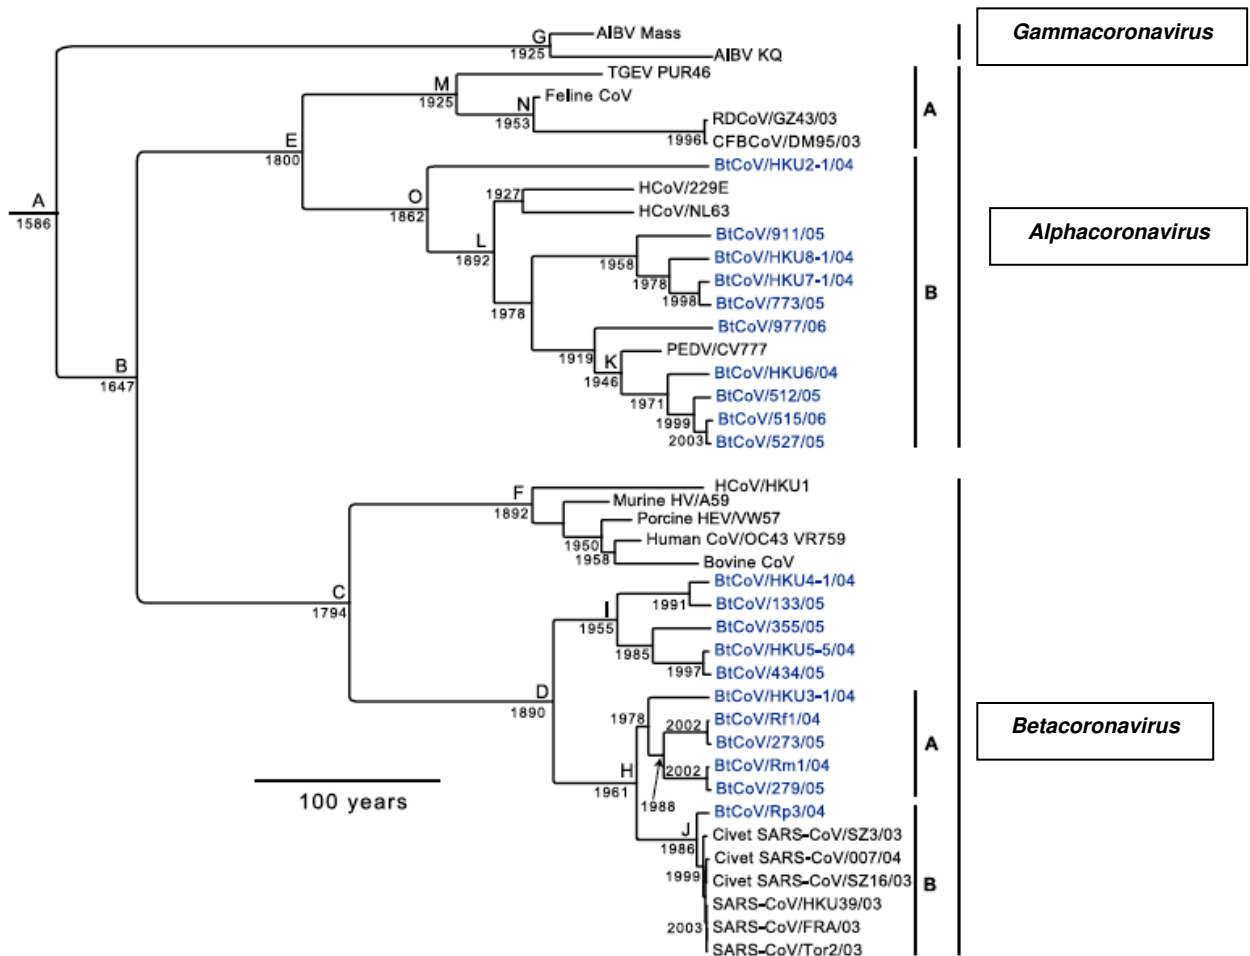 G
1925
AIBV Mass
AIBV KQ
Gammacoronavirus
M
1925
TGEV PUR46
N
1953
Feline CoV
1996
RDCoV/GZ43/03
CFBCoV/DM95/03
A
E
1800
A
1586
O
1862
BtCoV/HKU2-1/04
1927
HCoV/229E
HCoV/NL63
L
1892
BtCoV/911/05
1958
BtCoV/HKU8-1/04
1978
BtCoV/HKU7-1/04
1998
BtCoV/773/05
1978
BtCoV/977/06
1919
K
1946
PEDV/CV777
BtCoV/HKU6/04
1971
BtCoV/512/05
1999
BtCoV/515/06
2003
BtCoV/527/05
B
Alphacoronavirus
B
1647
F
1892
HCoV/HKU1
Murine HV/A59
Porcine HEV/VW57
1950
Human CoV/OC43 VR759
1958
Bovine CoV
C
1794
BtCoV/HKU4-1/04
1991
BtCoV/133/05
I
1955
BtCoV/355/05
1985
BtCoV/HKU5-5/04
1997
BtCoV/434/05
D
1890
BtCoV/HKU3-1/04
1978
BtCoV/Rf1/04
2002
BtCoV/273/05
BtCoV/Rm1/04
2002
BtCoV/279/05
1988
A
H
1961
BtCoV/Rp3/04
J
1986
Civet SARS-CoV/SZ3/03
Civet SARS-CoV/007/04
1999
Civet SARS-CoV/SZ16/03
SARS-CoV/HKU39/03
2003
SARS-CoV/FRA/03
SARS-CoV/Tor2/03
B
Betacoronavirus
100 years